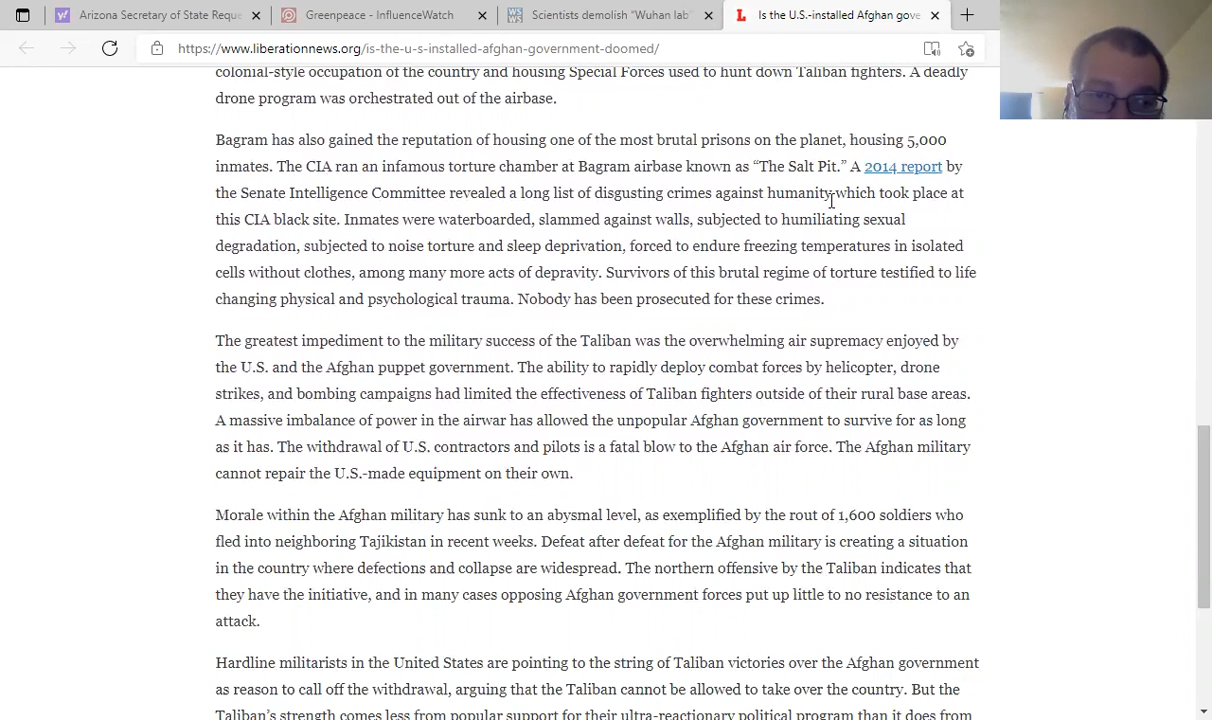 Arizona Secretary of State Reque
Greenpeace - InfluenceWatch
Scientists demolish “Wuhan lab”
Is the U.S.-installed Afghan gove
https://www.liberationnews.org/is-the-u-s-installed-afghan-government-doomed/
colonial-style occupation of the country and housing Special Forces used to hunt down Taliban fighters. A deadly
drone program was orchestrated out of the airbase.
Bagram has also gained the reputation of housing one of the most brutal prisons on the planet, housing 5,000
inmates. The CIA ran an infamous torture chamber at Bagram airbase known as “The Salt Pit.” A 2014 report by
the Senate Intelligence Committee revealed a long list of disgusting crimes against humanity which took place at
this CIA black site. Inmates were waterboarded, slammed against walls, subjected to humiliating sexual
degradation, subjected to noise torture and sleep deprivation, forced to endure freezing temperatures in isolated
cells without clothes, among many more acts of depravity. Survivors of this brutal regime of torture testified to life
changing physical and psychological trauma. Nobody has been prosecuted for these crimes.
The greatest impediment to the military success of the Taliban was the overwhelming air supremacy enjoyed by
the U.S. and the Afghan puppet government. The ability to rapidly deploy combat forces by helicopter, drone
strikes, and bombing campaigns had limited the effectiveness of Taliban fighters outside of their rural base areas.
A massive imbalance of power in the airwar has allowed the unpopular Afghan government to survive for as long
as it has. The withdrawal of U.S. contractors and pilots is a fatal blow to the Afghan air force. The Afghan military
cannot repair the U.S.-made equipment on their own.
Morale within the Afghan military has sunk to an abysmal level, as exemplified by the rout of 1,600 soldiers who
fled into neighboring Tajikistan in recent weeks. Defeat after defeat for the Afghan military is creating a situation
in the country where defections and collapse are widespread. The northern offensive by the Taliban indicates that
they have the initiative, and in many cases opposing Afghan government forces put up little to no resistance to an
attack.
Hardline militarists in the United States are pointing to the string of Taliban victories over the Afghan government
as reason to call off the withdrawal, arguing that the Taliban cannot be allowed to take over the country. But the
Taliban’s strength comes less from popular support for their ultra-reactionary political program than it does from